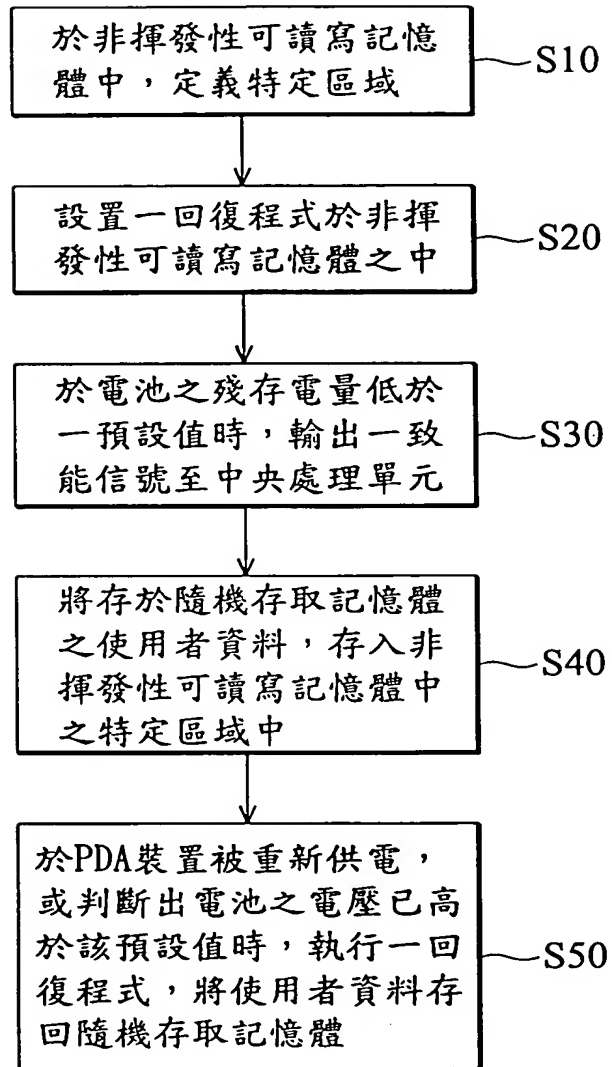 於非揮發性可讀寫記憶
體中，定義特定區域
S10
設置一回復程式於非揮
發性可讀寫記憶體之中
S20
於電池之殘存電量低於
一預設值時，輸出一致
能信號至中央處理單元
S30
將存於隨機存取記憶體
之使用者資料，存入非
揮發性可讀寫記憶體中
之特定區域中
S40
於PDA裝置被重新供電，
或判斷出電池之電壓已高
於該預設值時，執行一回
復程式，將使用者資料存
回隨機存取記憶體
S50